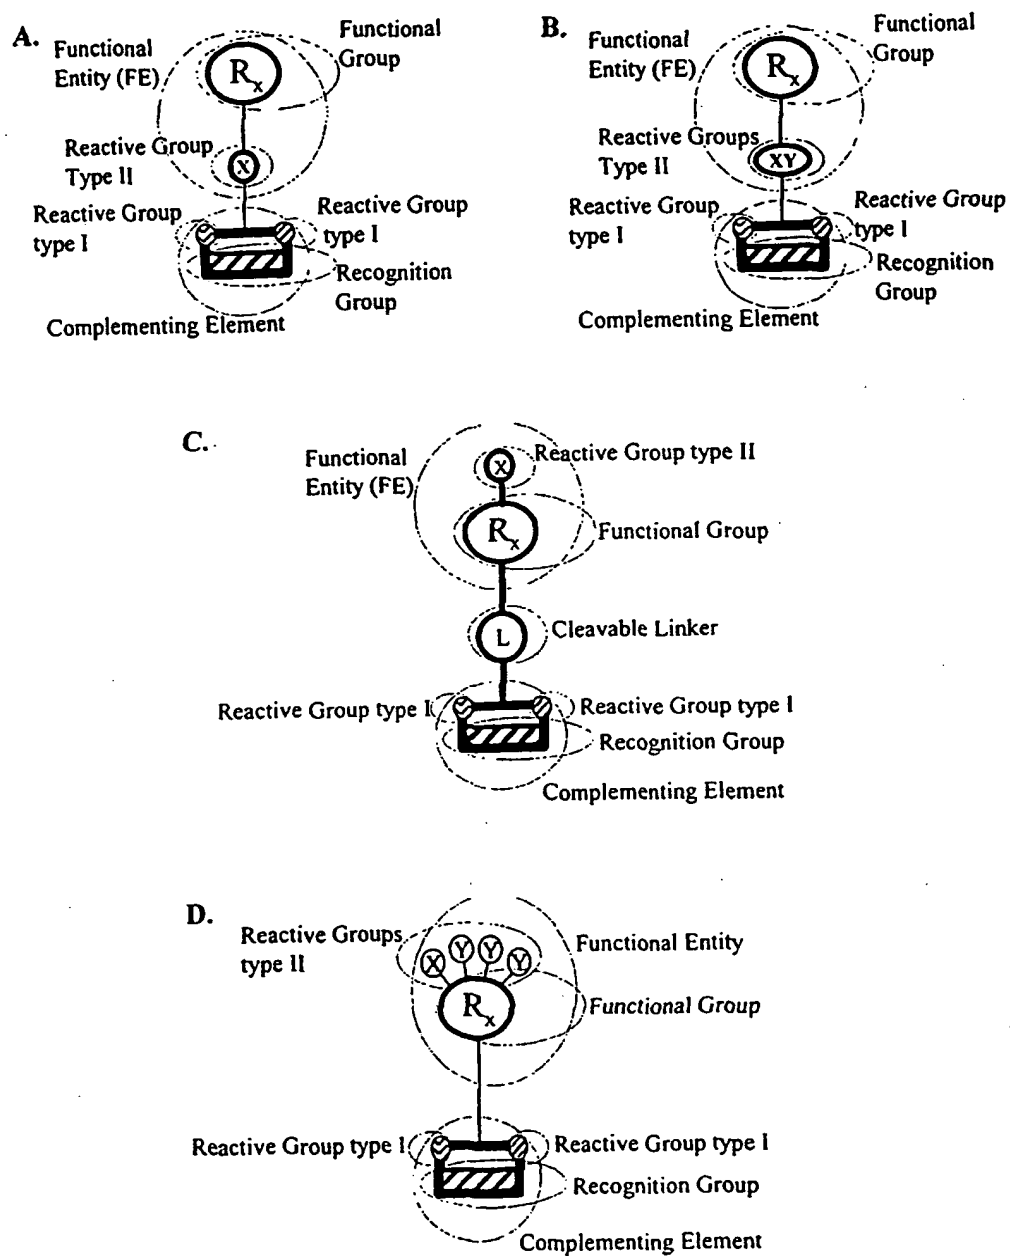 A.
Functional
Entity (FE)
Functional
Group
Rx
Reactive Group
Type II
X
Reactive Group
type I
Reactive Group
type I
Recognition
Group
Complementing Element
B.
Functional
Entity (FE)
Functional
Group
Rx
Reactive Groups
Type II
XY
Reactive Group
type I
Reactive Group
type I
Recognition
Group
Complementing Element
C.
Functional
Entity (FE)
X
Reactive Group type II
Rx
Functional Group
L
Cleavable Linker
Reactive Group type I
Reactive Group type I
Recognition Group
Complementing Element
D.
Reactive Groups
type II
X Y Y Y
Functional Entity
Rx
Functional Group
Reactive Group type I
Reactive Group type I
Recognition Group
Complementing Element